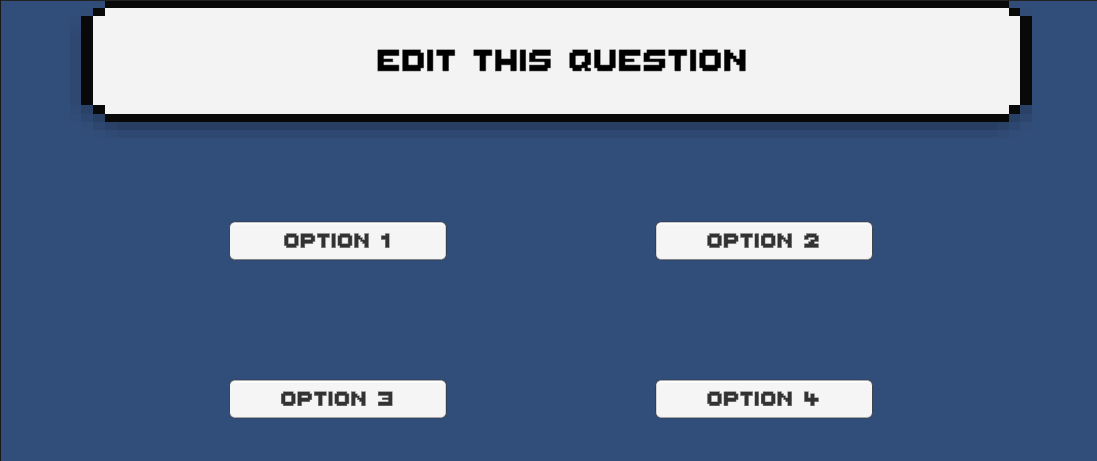 EDIT THIS QUESTION
OPTION 1
OPTION 2
OPTION 3
OPTION 4